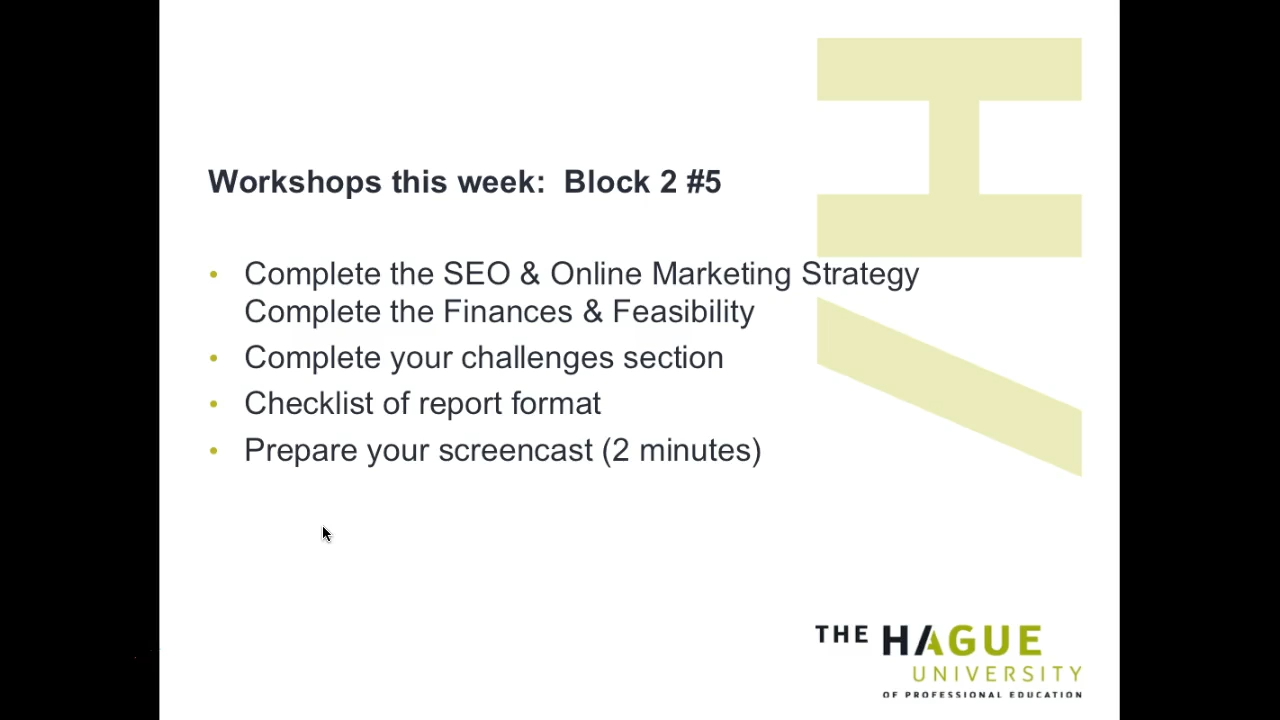 Workshops this week:  Block 2 #5
• Complete the SEO & Online Marketing Strategy
Complete the Finances & Feasibility
• Complete your challenges section
• Checklist of report format
• Prepare your screencast (2 minutes)
H/
THE HAGUE
UNIVERSITY
OF PROFESSIONAL EDUCATION